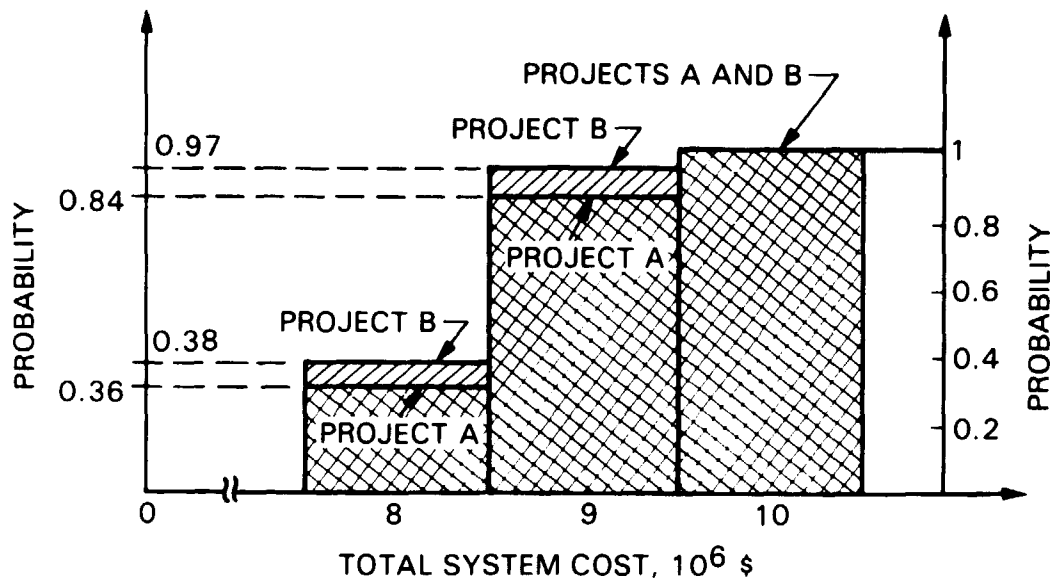 PROJECTS A AND B
PROJECT B
0.97
1
0.84
0.8
PROJECT A
PROBABILITY
PROBABILITY
0.6
PROJECT B
0.38
0.4
0.36
PROJECT A
0.2
0
0
8
9
10
TOTAL SYSTEM COST, 10⁶ $